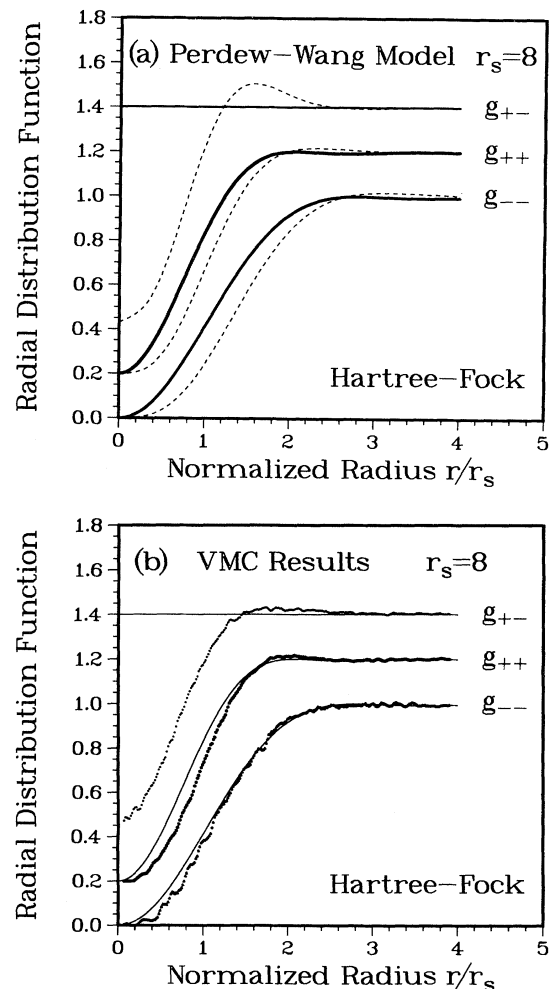 (a) Perdew-Wang Model r_s=8
Radial Distribution Function
1.8
1.6
1.4
1.2
1.0
0.8
0.6
0.4
0.2
0.0
g_{+-}
g_{++}
g_{--}
Hartree-Fock
0 1 2 3 4 5
Normalized Radius r/r_s
(b) VMC Results r_s=8
Radial Distribution Function
1.8
1.6
1.4
1.2
1.0
0.8
0.6
0.4
0.2
0.0
g_{+-}
g_{++}
g_{--}
Hartree-Fock
0 1 2 3 4 5
Normalized Radius r/r_s